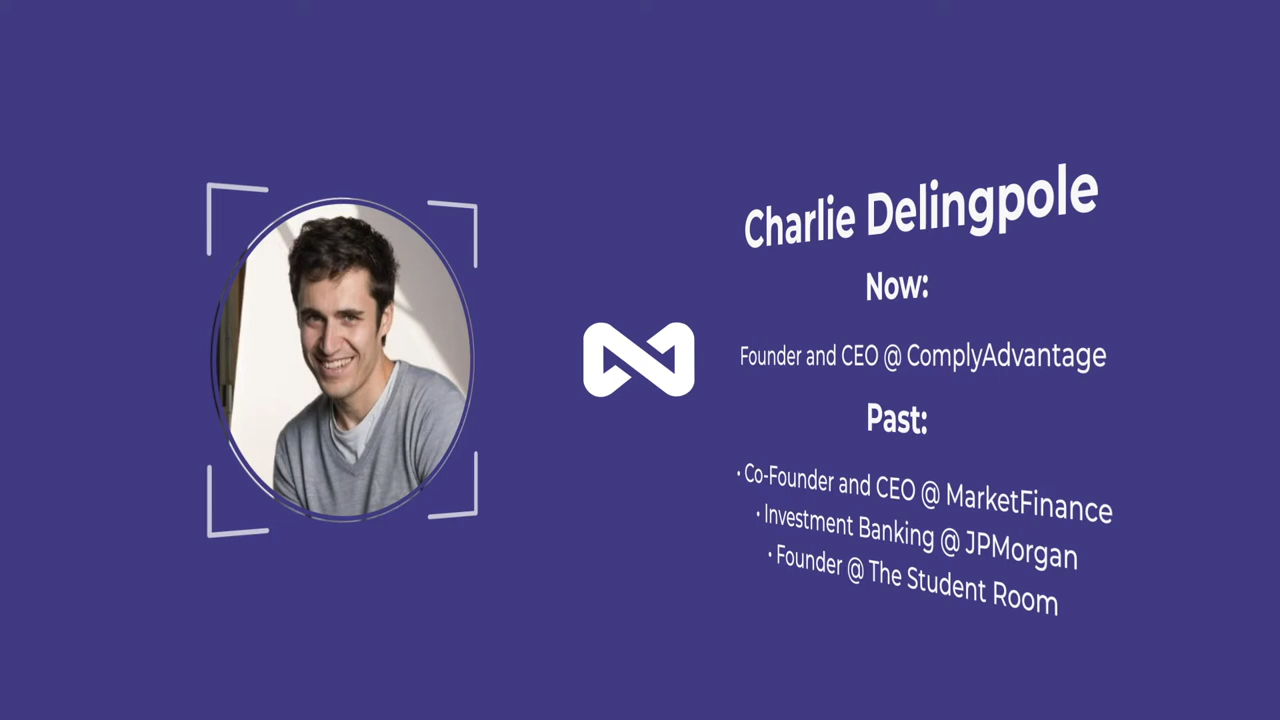 Charlie Delingpole
Now:
Founder and CEO @ ComplyAdvantage
Past:
• Co-Founder and CEO @ MarketFinance
• Investment Banking @ JPMorgan
• Founder @ The Student Room